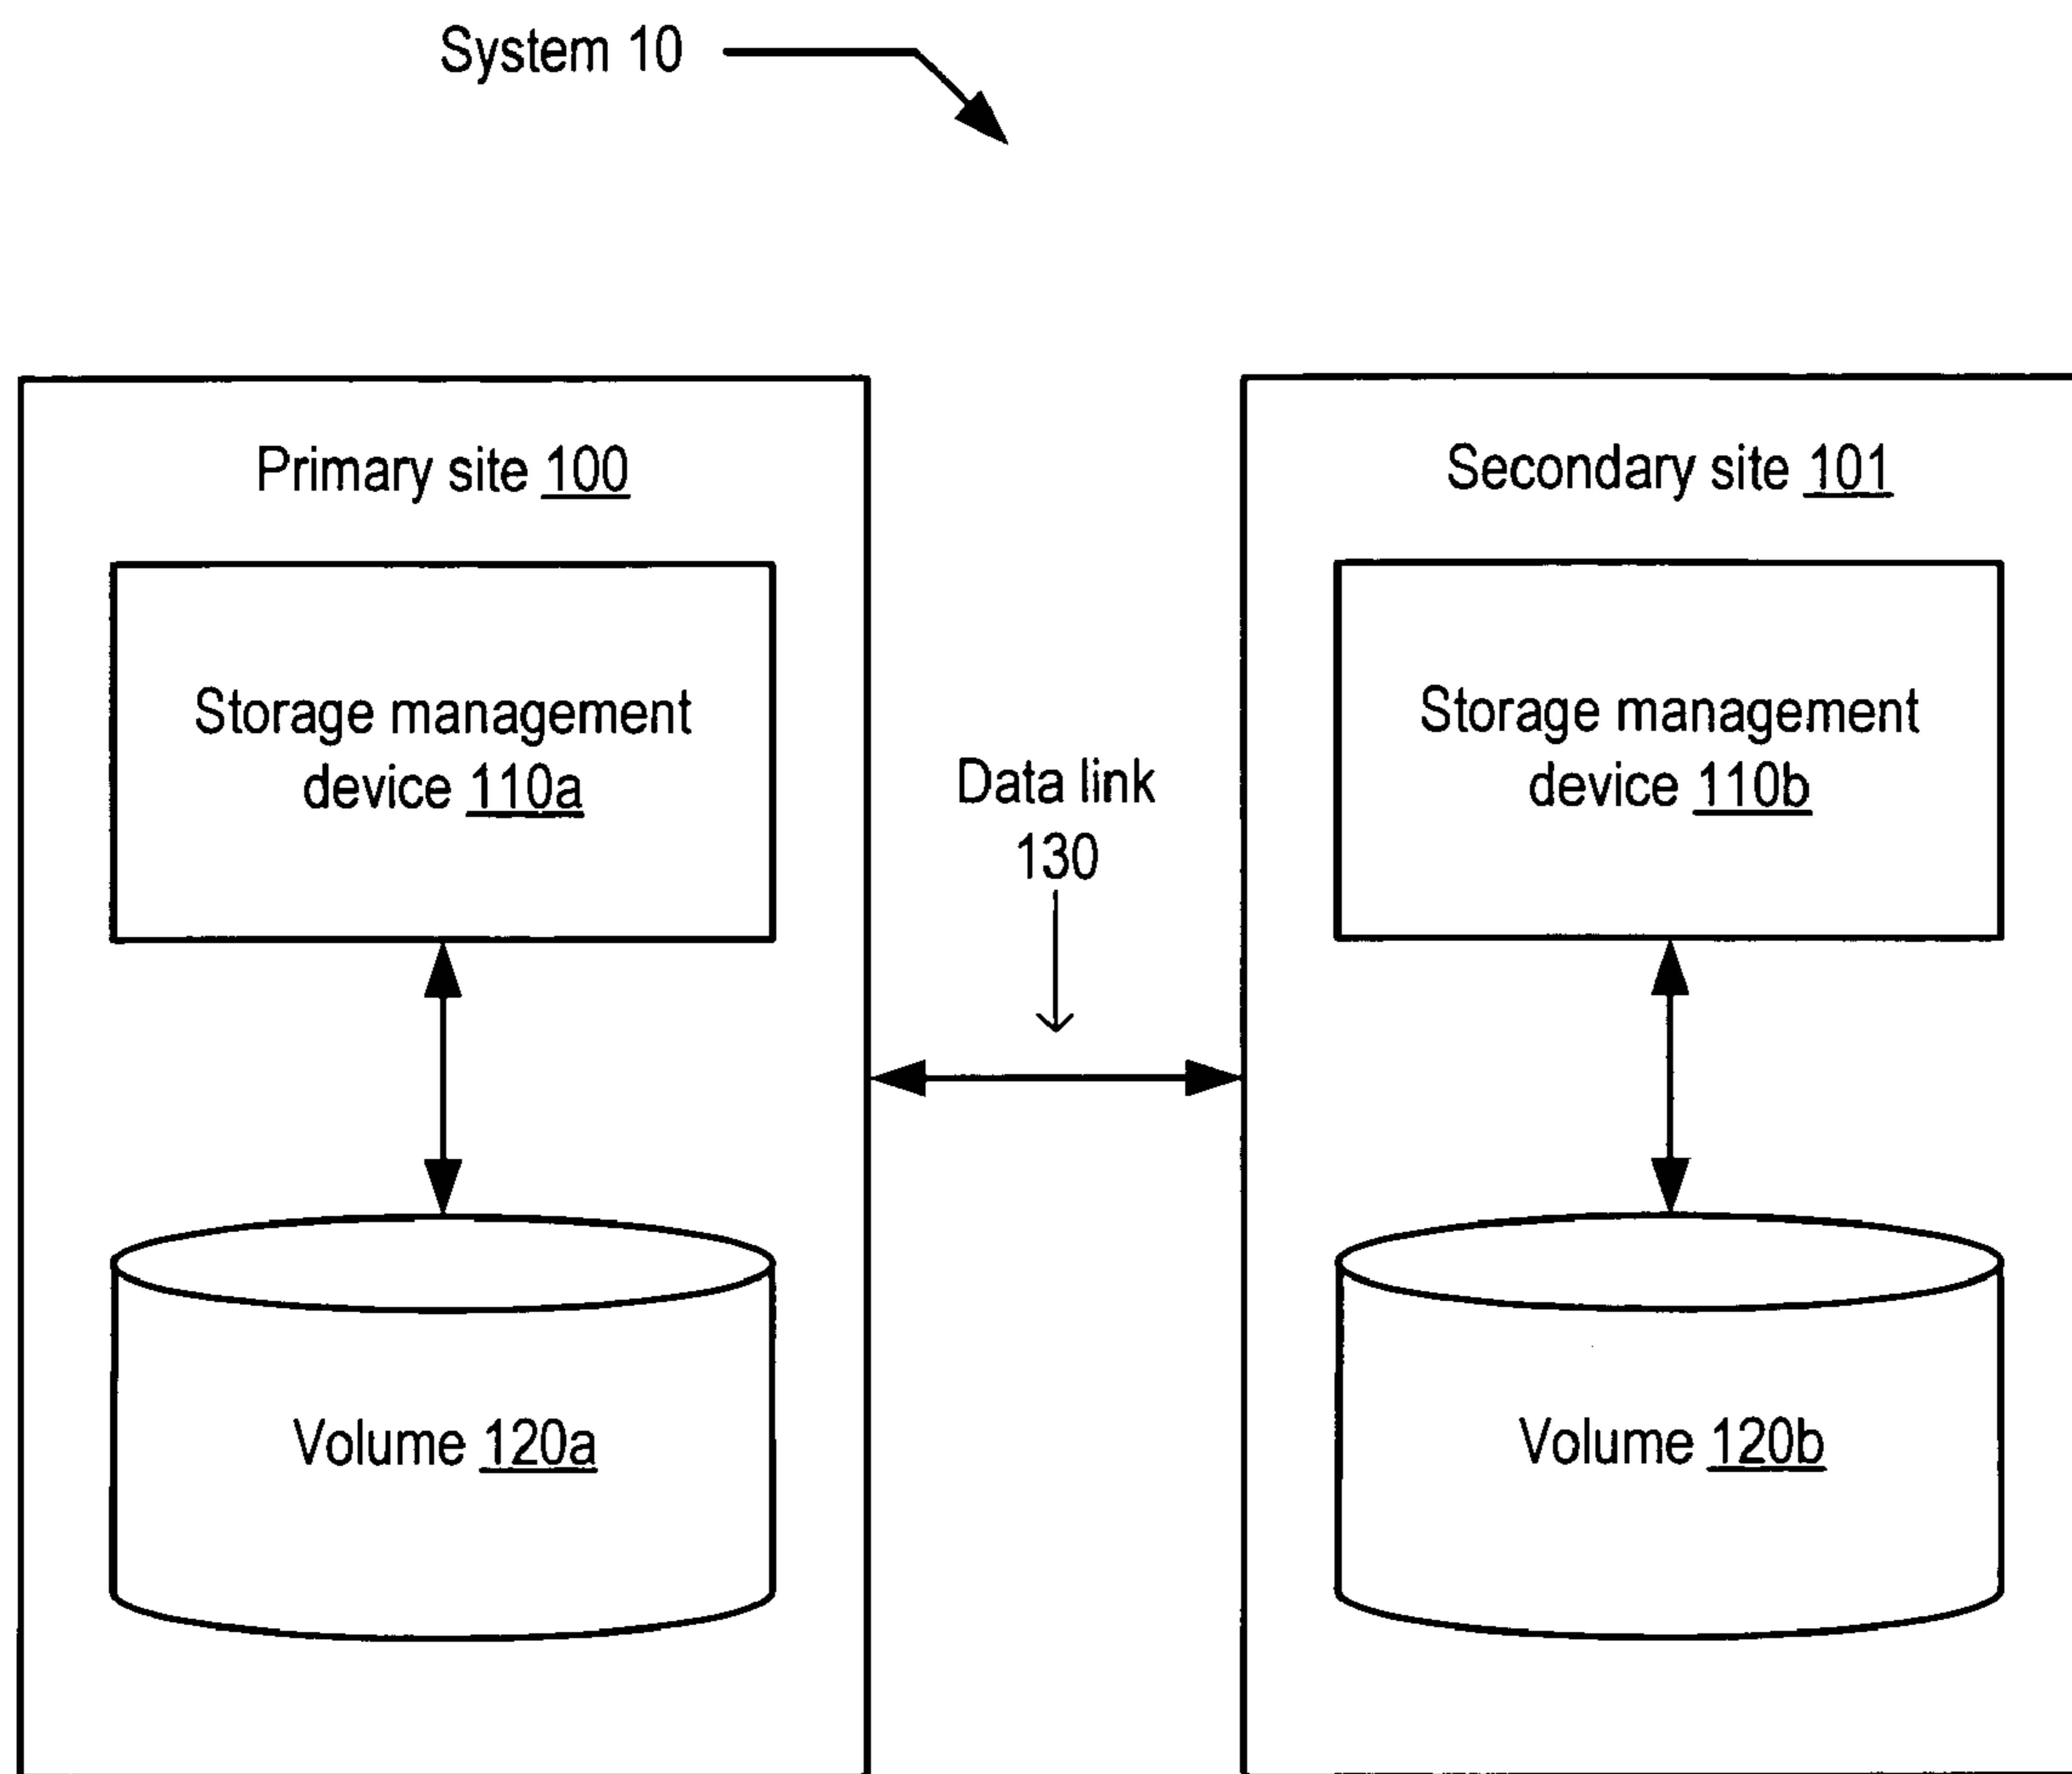 System 10
Primary site 100
Storage management
device 110a
Volume 120a
Data link
130
Secondary site 101
Storage management
device 110b
Volume 120b